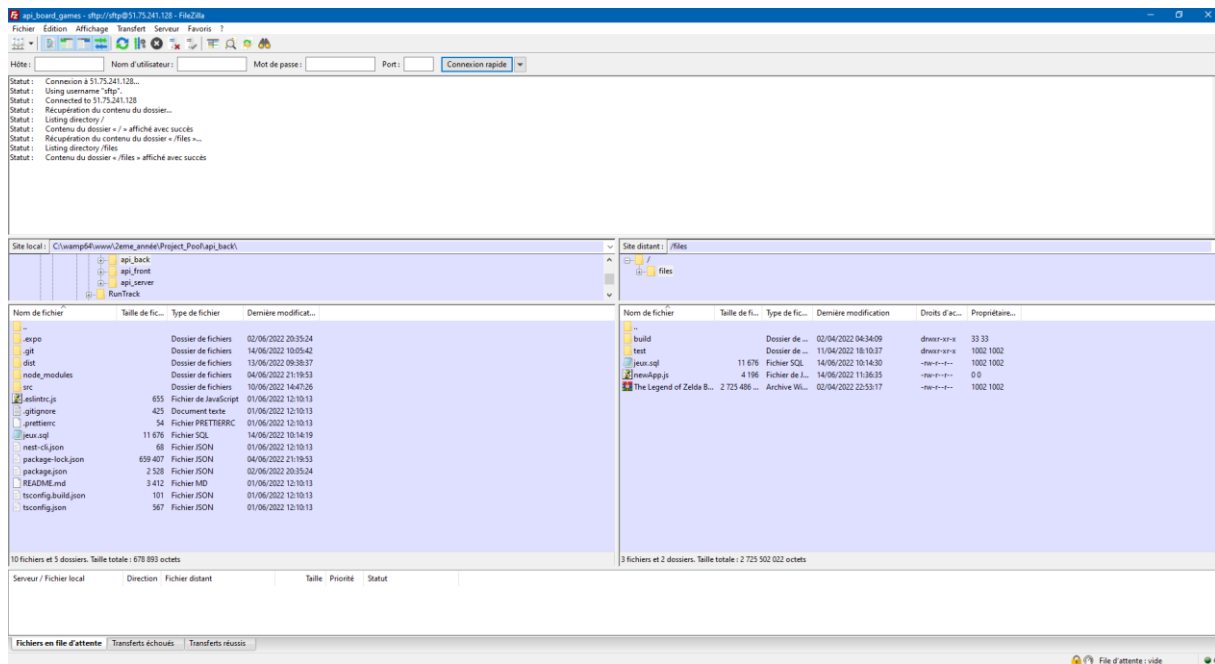 api_board_games - sftp://sftp@51.75.241.128 - FileZilla
Fichier Édition Affichage Transfert Serveur Favoris ?
Hôte : Nom d'utilisateur : Mot de passe : Port : Connexion rapide
Statut : Connexion à 51.75.241.128...
Statut : Using username "sftp".
Statut : Connected to 51.75.241.128
Statut : Récupération du contenu du dossier...
Statut : Listing directory /
Statut : Contenu du dossier « / » affiché avec succès
Statut : Récupération du contenu du dossier « /files »...
Statut : Listing directory /files
Statut : Contenu du dossier « /files » affiché avec succès
Site local : C:\wamp64\www\2eme_année\Project_Pool\api_back\
api_back
api_front
api_server
RunTrack
Site distant : /files
/
files
Nom de fichier Taille de fic... Type de fichier Dernière modificat...
..
.expo Dossier de fichiers 02/06/2022 20:35:24
.git Dossier de fichiers 14/06/2022 10:05:42
dist Dossier de fichiers 13/06/2022 09:38:37
node_modules Dossier de fichiers 04/06/2022 21:19:53
src Dossier de fichiers 10/06/2022 14:47:26
.eslintrc.js 655 Fichier de JavaScript 01/06/2022 12:10:13
.gitignore 425 Document texte 01/06/2022 12:10:13
.prettierrc 54 Fichier PRETTIERRC 01/06/2022 12:10:13
jeux.sql 11 676 Fichier SQL 14/06/2022 10:14:19
nest-cli.json 68 Fichier JSON 01/06/2022 12:10:13
package-lock.json 659 407 Fichier JSON 04/06/2022 21:19:53
package.json 2 528 Fichier JSON 02/06/2022 20:35:24
README.md 3 412 Fichier MD 01/06/2022 12:10:13
tsconfig.build.json 101 Fichier JSON 01/06/2022 12:10:13
tsconfig.json 567 Fichier JSON 01/06/2022 12:10:13
10 fichiers et 5 dossiers. Taille totale : 678 893 octets
Nom de fichier Taille de fi... Type de fic... Dernière modification Droits d'ac... Propriétaire...
..
build Dossier de ... 02/04/2022 04:34:09 drwxr-xr-x 33 33
test Dossier de ... 11/04/2022 18:10:37 drwxr-xr-x 1002 1002
jeux.sql 11 676 Fichier SQL 14/06/2022 10:14:30 -rw-r--r-- 1002 1002
newApp.js 4 196 Fichier de J... 14/06/2022 11:36:35 -rw-r--r-- 0 0
The Legend of Zelda B... 2 725 486 ... Archive Wi... 02/04/2022 22:53:17 -rw-r--r-- 1002 1002
3 fichiers et 2 dossiers. Taille totale : 2 725 502 022 octets
Serveur / Fichier local Direction Fichier distant Taille Priorité Statut
Fichiers en file d'attente Transferts échoués Transferts réussis
File d'attente : vide